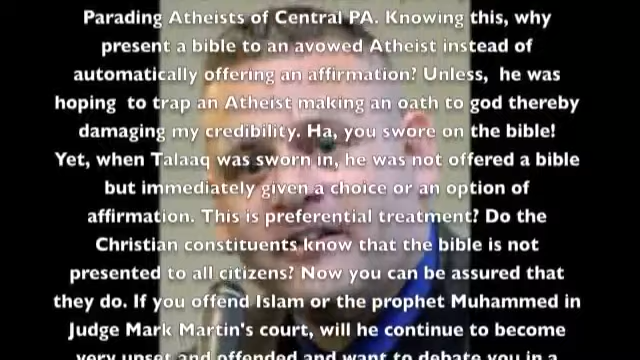 Parading Atheists of Central PA. Knowing this, why
present a bible to an avowed Atheist instead of
automatically offering an affirmation? Unless, he was
hoping to trap an Atheist making an oath to god thereby
damaging my credibility. Ha, you swore on the bible!
Yet, when Talaaq was sworn in, he was not offered a bible
but immediately given a choice or an option of
affirmation. This is preferential treatment? Do the
Christian constituents know that the bible is not
presented to all citizens? Now you can be assured that
they do. If you offend Islam or the prophet Muhammed in
Judge Mark Martin's court, will he continue to become
very upset and offended and want to debate you in a